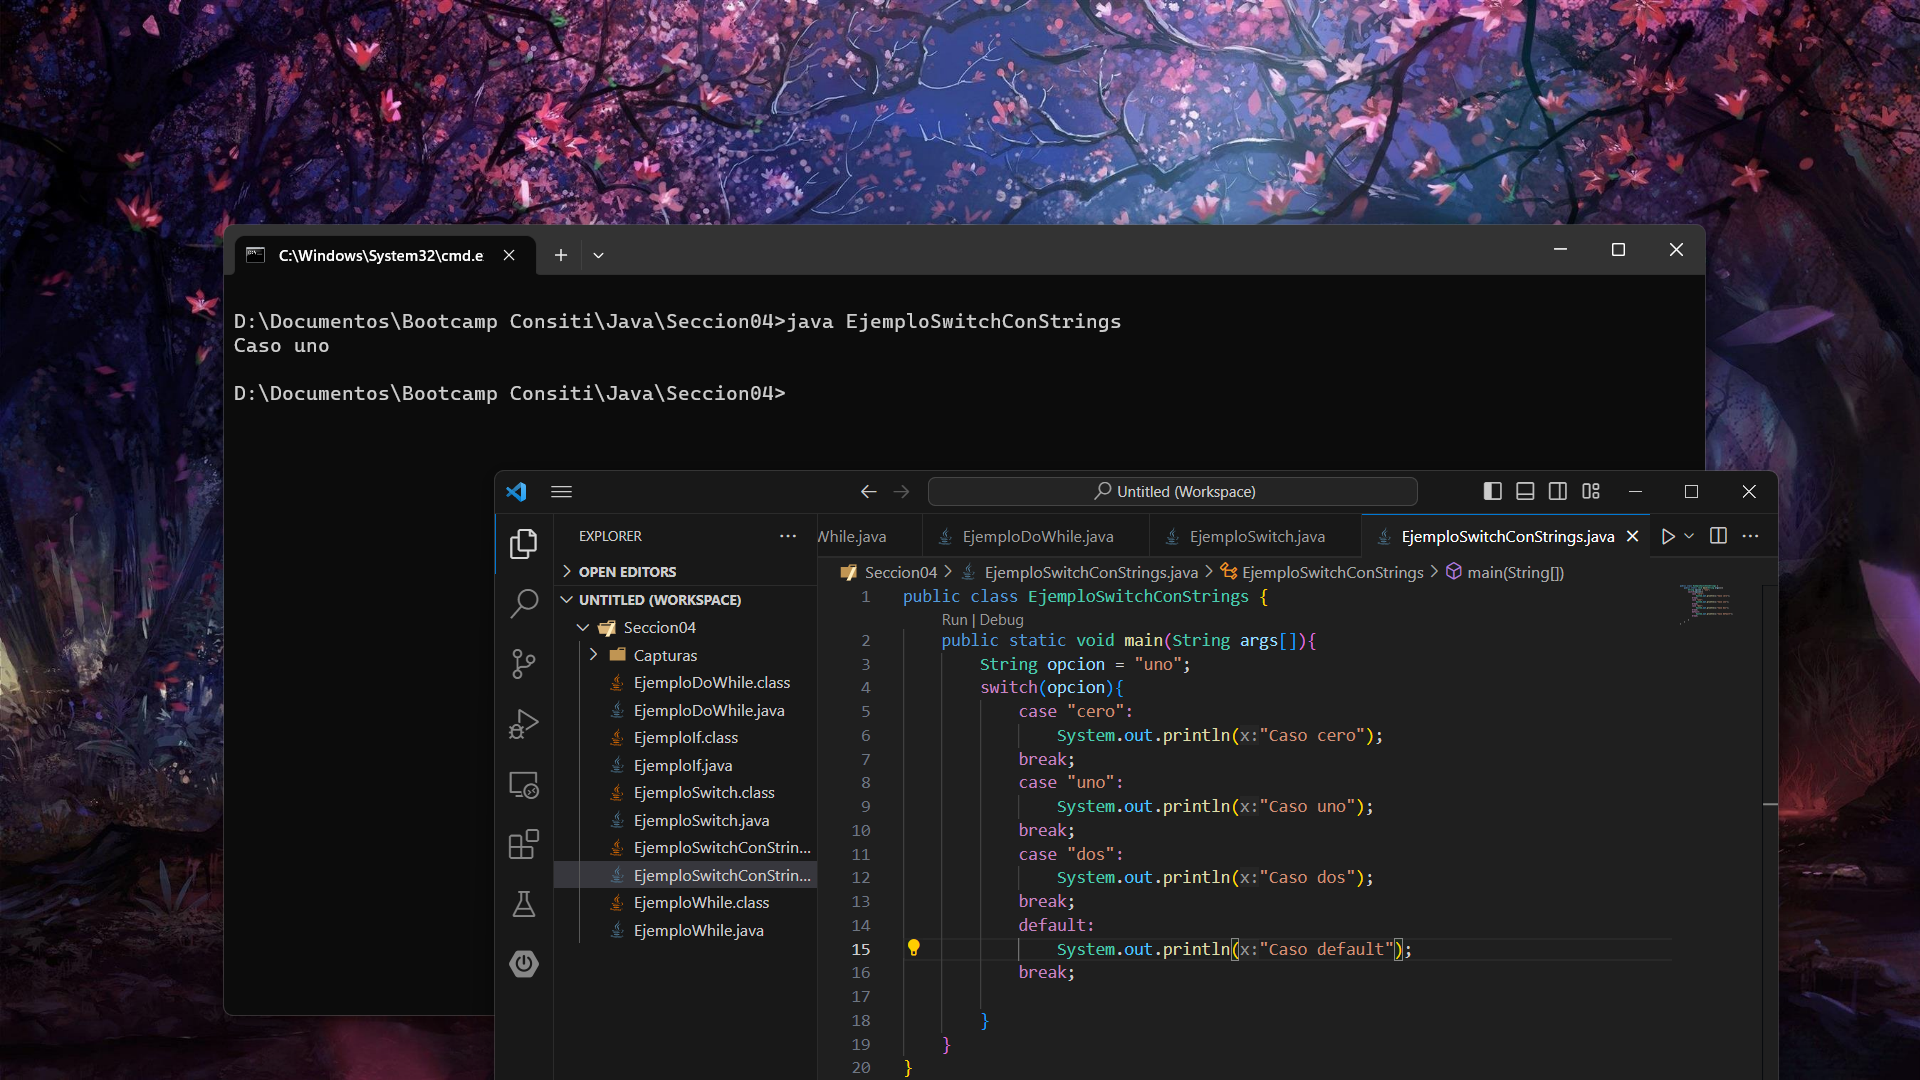 C:\Windows\System32\cmd.e
D:\Documentos\Bootcamp Consiti\Java\Seccion04>java EjemploSwitchConStrings
Caso uno
D:\Documentos\Bootcamp Consiti\Java\Seccion04>
Untitled (Workspace)
EXPLORER
OPEN EDITORS
UNTITLED (WORKSPACE)
Seccion04
Capturas
EjemploDoWhile.class
EjemploDoWhile.java
EjemploIf.class
EjemploIf.java
EjemploSwitch.class
EjemploSwitch.java
EjemploSwitchConStrin...
EjemploSwitchConStrin...
EjemploWhile.class
EjemploWhile.java
While.java EjemploDoWhile.java EjemploSwitch.java EjemploSwitchConStrings.java
Seccion04 > EjemploSwitchConStrings.java > EjemploSwitchConStrings > main(String[])
1 public class EjemploSwitchConStrings {
Run | Debug
2 public static void main(String args[]){
3 String opcion = "uno";
4 switch(opcion){
5 case "cero":
6 System.out.println(x:"Caso cero");
7 break;
8 case "uno":
9 System.out.println(x:"Caso uno");
10 break;
11 case "dos":
12 System.out.println(x:"Caso dos");
13 break;
14 default:
15 System.out.println(x:"Caso default");
16 break;
17
18 }
19 }
20 }